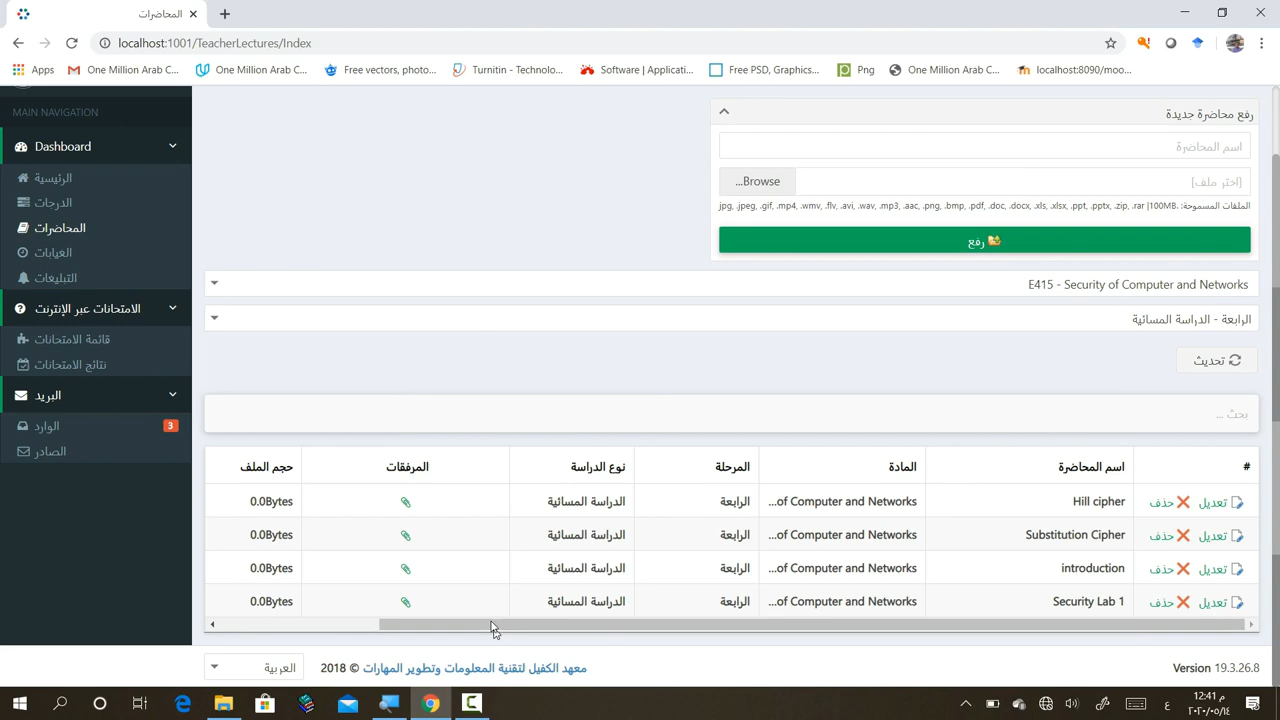 المحاضرات
localhost:1001/TeacherLectures/Index
Apps
One Million Arab C...
One Million Arab C...
Free vectors, photo...
Turnitin - Technolo...
Software | Applicati...
Free PSD, Graphics...
Png
One Million Arab C...
localhost:8090/moo...
MAIN NAVIGATION
Dashboard
الرئيسية
الدرجات
المحاضرات
الغيابات
التبليغات
الامتحانات عبر الإنترنت
قائمة الامتحانات
نتائج الامتحانات
البريد
الوارد 3
الصادر
رفع محاضرة جديدة
اسم المحاضرة
[اختر ملف] Browse...
الملفات المسموحة: .jpg, .jpeg, .gif, .mp4, .wmv, .flv, .avi, .wav, .mp3, .aac, .png, .bmp, .pdf, .doc, .docx, .xls, .xlsx, .ppt, .pptx, .zip, .rar |100MB
رفع
E415 - Security of Computer and Networks
الرابعة - الدراسة المسائية
تحديث
بحث ...
# اسم المحاضرة المادة المرحلة نوع الدراسة المرفقات حجم الملف
تعديل حذف Hill cipher ...of Computer and Networks الرابعة الدراسة المسائية 0.0Bytes
تعديل حذف Substitution Cipher ...of Computer and Networks الرابعة الدراسة المسائية 0.0Bytes
تعديل حذف introduction ...of Computer and Networks الرابعة الدراسة المسائية 0.0Bytes
تعديل حذف Security Lab 1 ...of Computer and Networks الرابعة الدراسة المسائية 0.0Bytes
العربية
2018 © معهد الكفيل لتقنية المعلومات وتطوير المهارات
Version 19.3.26.8
ع
12:41 م
٢٠٢٠/٠٥/١٤